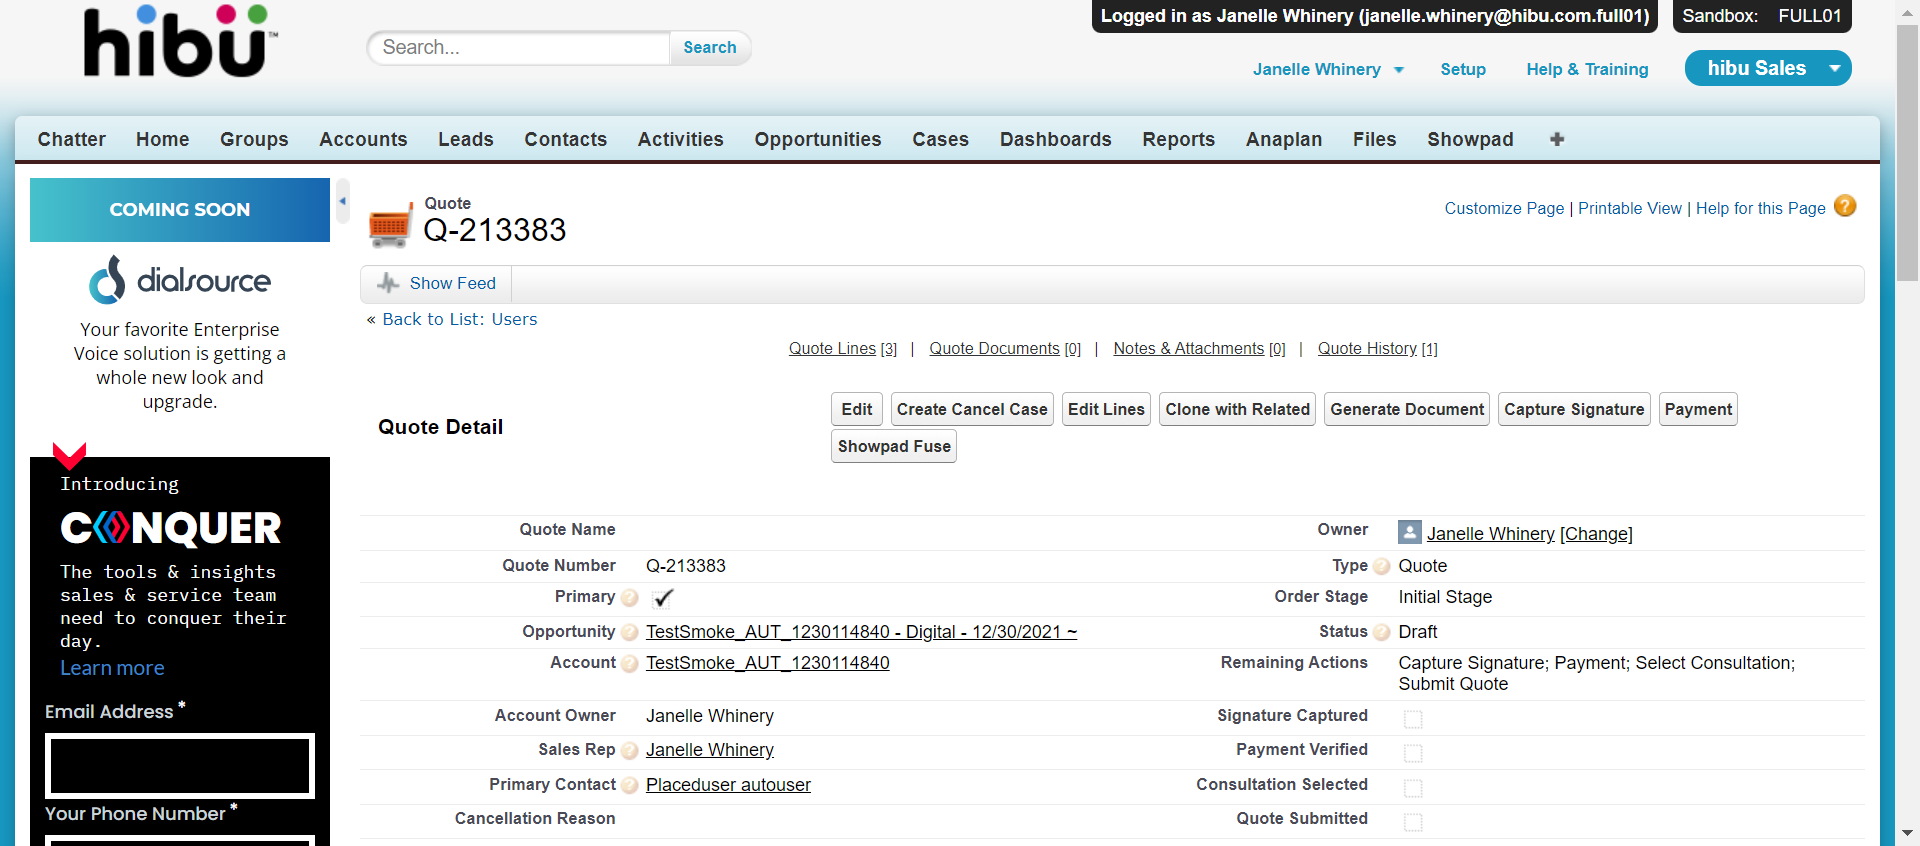 hibu™
Search...
Search
Logged in as Janelle Whinery (janelle.whinery@hibu.com.full01)
Sandbox: FULL01
Janelle Whinery
Setup
Help & Training
hibu Sales
Chatter Home Groups Accounts Leads Contacts Activities Opportunities Cases Dashboards Reports Anaplan Files Showpad +
COMING SOON
dialsource
Your favorite Enterprise
Voice solution is getting a
whole new look and
upgrade.
Introducing
CONQUER
The tools & insights
sales & service team
need to conquer their
day.
Learn more
Email Address *
Your Phone Number *
Quote
Q-213383
Customize Page | Printable View | Help for this Page ?
Show Feed
« Back to List: Users
Quote Lines [3] | Quote Documents [0] | Notes & Attachments [0] | Quote History [1]
Quote Detail
Edit Create Cancel Case Edit Lines Clone with Related Generate Document Capture Signature Payment
Showpad Fuse
Quote Name
Owner Janelle Whinery [Change]
Quote Number Q-213383
Type ? Quote
Primary ?
Order Stage Initial Stage
Opportunity ? TestSmoke_AUT_1230114840 - Digital - 12/30/2021 ~
Status ? Draft
Account ? TestSmoke_AUT_1230114840
Remaining Actions Capture Signature; Payment; Select Consultation;
Submit Quote
Account Owner Janelle Whinery
Signature Captured
Sales Rep ? Janelle Whinery
Payment Verified
Primary Contact ? Placeduser autouser
Consultation Selected
Cancellation Reason
Quote Submitted